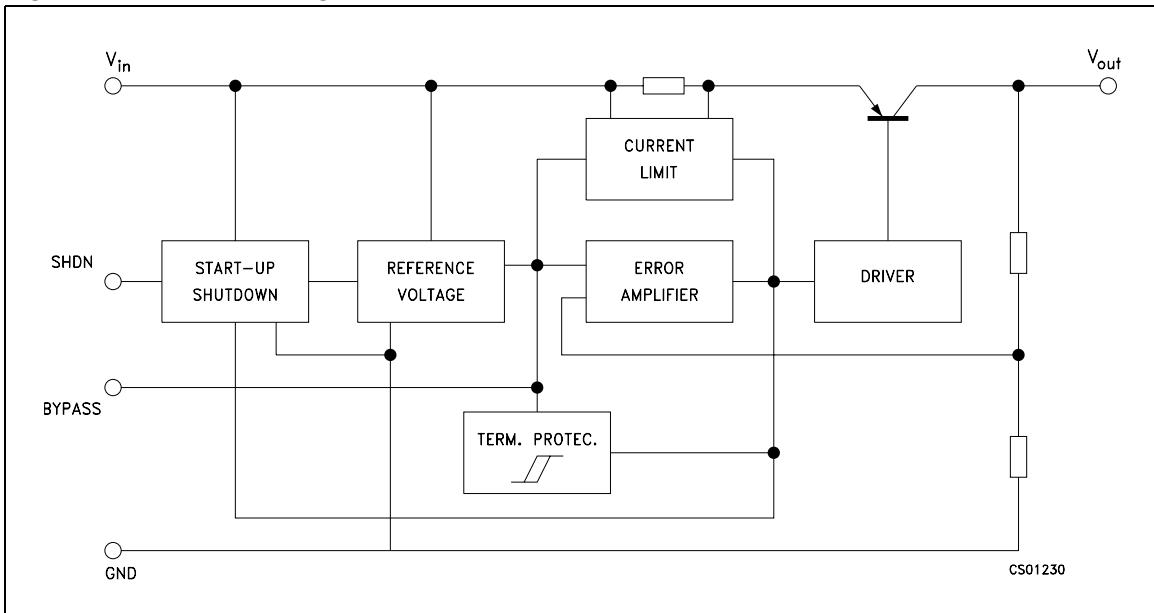 Vin
Vout
CURRENT
LIMIT
SHDN
START-UP
SHUTDOWN
REFERENCE
VOLTAGE
ERROR
AMPLIFIER
DRIVER
BYPASS
TERM. PROTEC.
GND
CS01230